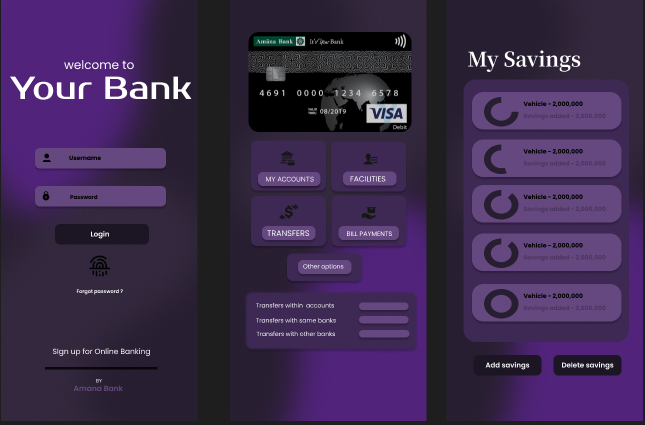 welcome to
Your Bank
Username
Password
Login
Forgot password ?
Sign up for Online Banking
BY
Amana Bank
Amãna Bank It's Your Bank
4691 0000 1234 6578
08/2019
VISA
Debit
MY ACCOUNTS
FACILITIES
TRANSFERS
BILL PAYMENTS
Other options
Transfers within accounts
Transfers with same banks
Transfers with other banks
My Savings
Vehicle - 2,000,000
Savings added - 2,000,000
Vehicle - 2,000,000
Savings added - 2,000,000
Vehicle - 2,000,000
Savings added - 2,000,000
Vehicle - 2,000,000
Savings added - 2,000,000
Vehicle - 2,000,000
Savings added - 2,000,000
Add savings
Delete savings